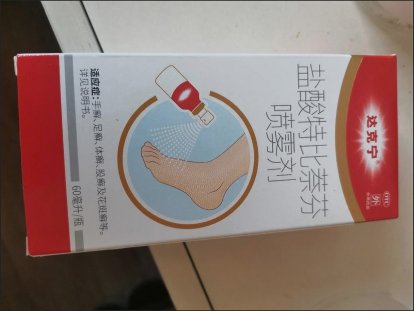 达克宁
OTC
外
盐酸特比萘芬
喷雾剂
适应症：手癣、足癣、体癣、股癣及花斑癣等。
详见说明书。
60毫升/瓶